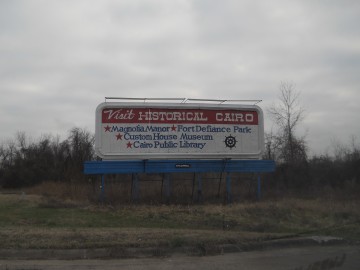 Visit HISTORICAL CAIRO
★Magnolia Manor ★Fort Defiance Park
★Custom House Museum
★Cairo Public Library